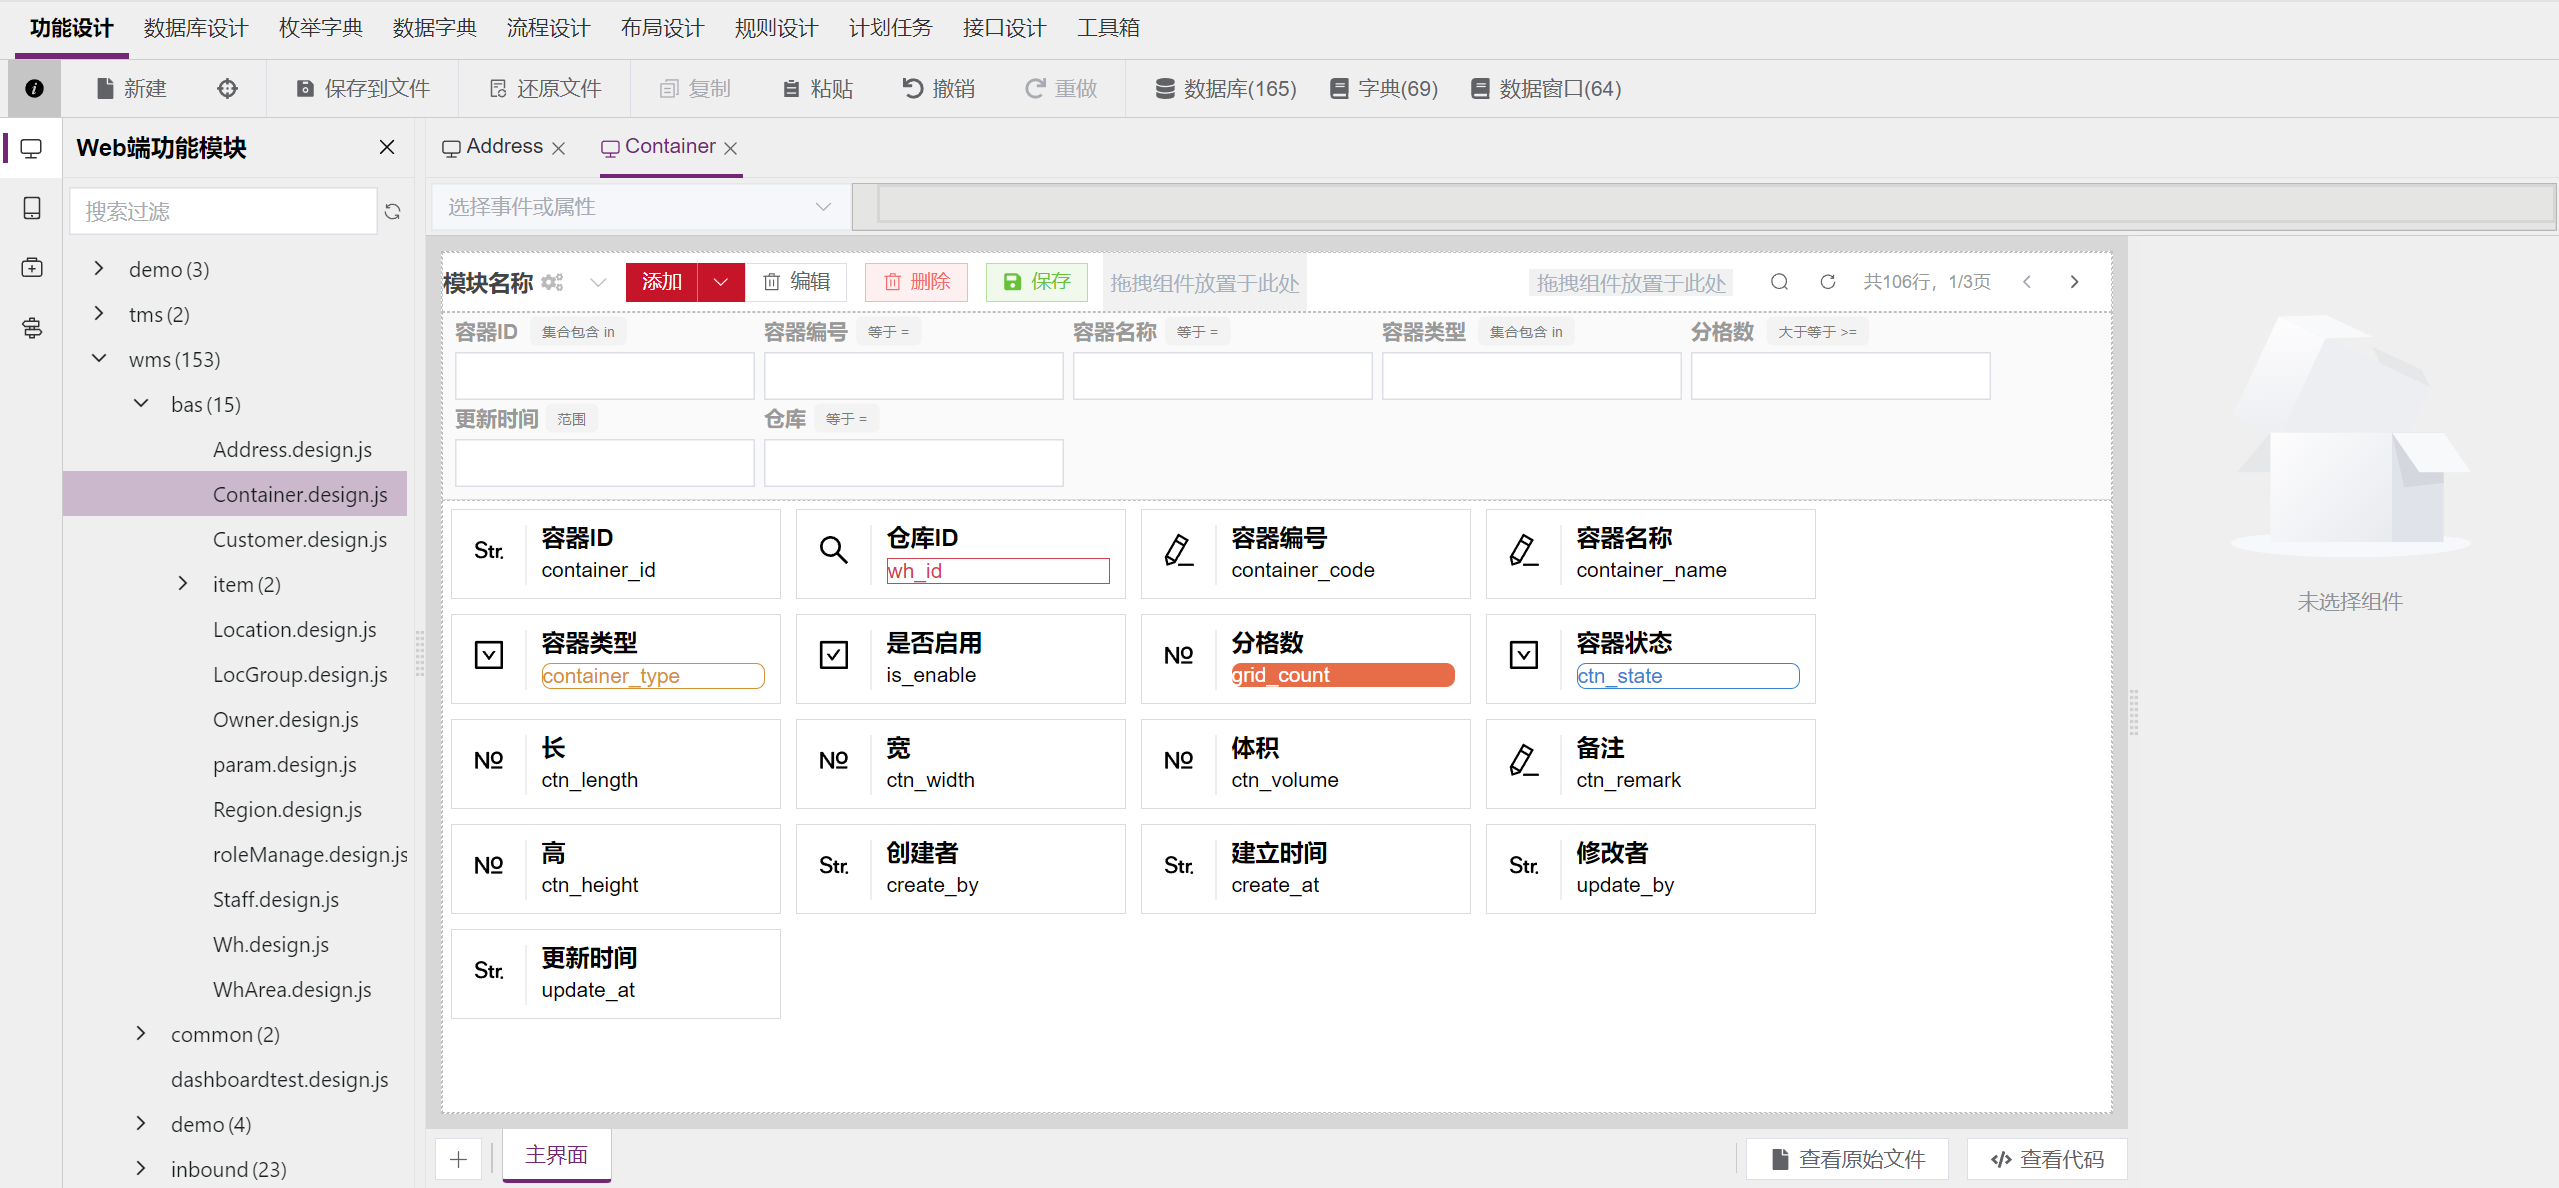 功能设计 数据库设计 枚举字典 数据字典 流程设计 布局设计 规则设计 计划任务 接口设计 工具箱
新建 保存到文件 还原文件 复制 粘贴 撤销 重做 数据库(165) 字典(69) 数据窗口(64)
Web端功能模块
搜索过滤
demo (3)
tms (2)
wms (153)
bas (15)
Address.design.js
Container.design.js
Customer.design.js
item (2)
Location.design.js
LocGroup.design.js
Owner.design.js
param.design.js
Region.design.js
roleManage.design.js
Staff.design.js
Wh.design.js
WhArea.design.js
common (2)
dashboardtest.design.js
demo (4)
inbound (23)
Address Container
选择事件或属性
模块名称 添加 编辑 删除 保存 拖拽组件放置于此处 拖拽组件放置于此处 共106行，1/3页
容器ID 集合包含 in 容器编号 等于 = 容器名称 等于 = 容器类型 集合包含 in 分格数 大于等于 >=
更新时间 范围 仓库 等于 =
Str. 容器ID
container_id
仓库ID
wh_id
容器编号
container_code
容器名称
container_name
容器类型
container_type
是否启用
is_enable
№ 分格数
grid_count
容器状态
ctn_state
№ 长
ctn_length
№ 宽
ctn_width
№ 体积
ctn_volume
备注
ctn_remark
№ 高
ctn_height
Str. 创建者
create_by
Str. 建立时间
create_at
Str. 修改者
update_by
Str. 更新时间
update_at
未选择组件
主界面 查看原始文件 查看代码